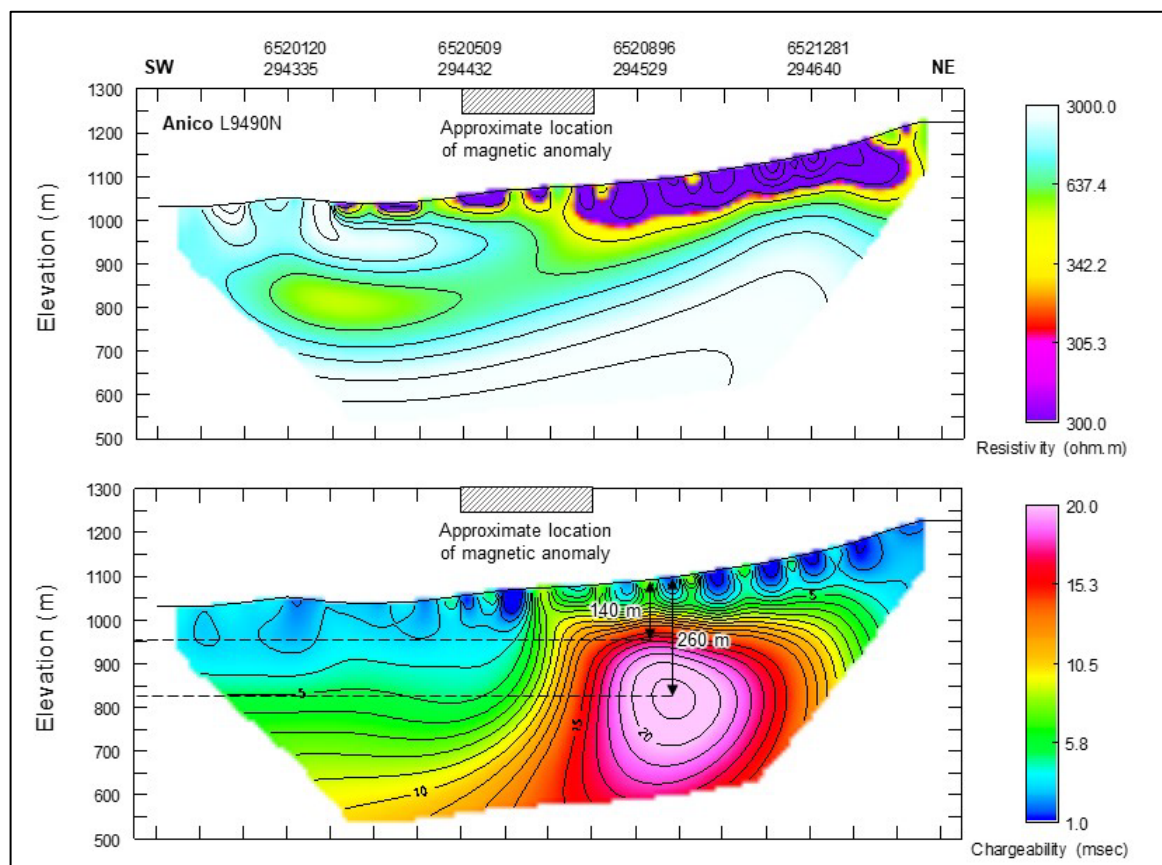 6520120 6520509 6520896 6521281
SW 294335 294432 294529 294640 NE
1300
1200
1100
1000
900
800
700
600
500
Elevation (m)
Anico L9490N
Approximate location
of magnetic anomaly
3000.0
637.4
342.2
305.3
300.0
Resistivity (ohm.m)
1300
1200
1100
1000
900
800
700
600
500
Elevation (m)
Approximate location
of magnetic anomaly
140 m
260 m
5
5
15
20
10
20.0
15.3
10.5
5.8
1.0
Chargeability (msec)